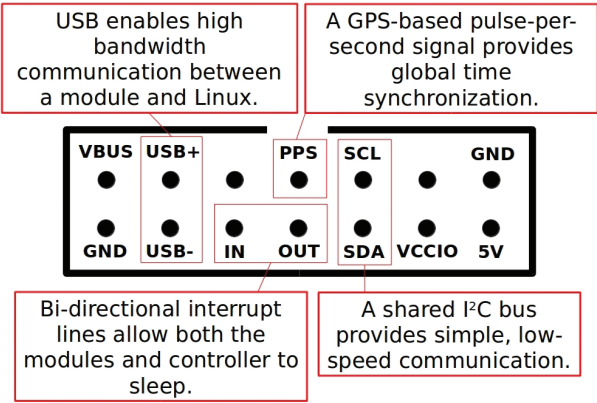 USB enables high
bandwidth
communication between
a module and Linux.
A GPS-based pulse-per-
second signal provides
global time
synchronization.
VBUS USB+ PPS SCL GND
GND USB- IN OUT SDA VCCIO 5V
Bi-directional interrupt
lines allow both the
modules and controller to
sleep.
A shared I²C bus
provides simple, low-
speed communication.